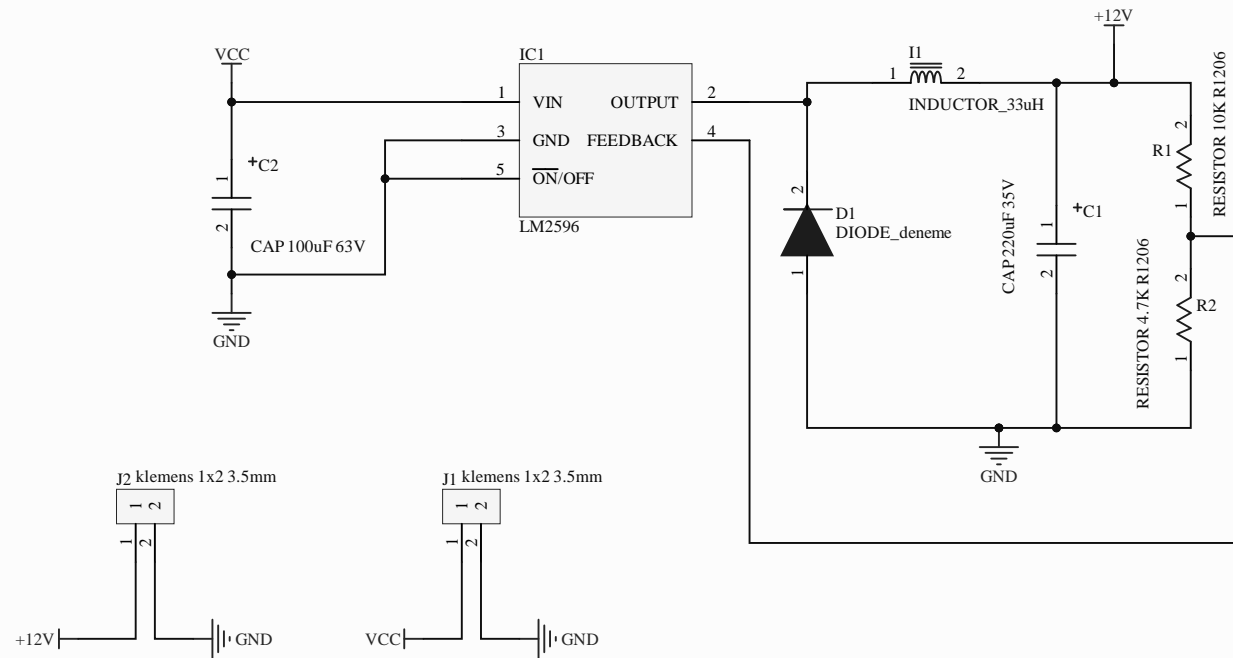 +12V
VCC
IC1
I1
1
2
1
VIN
OUTPUT
2
INDUCTOR_33uH
3
GND
FEEDBACK
4
5
ON/OFF
LM2596
+C2
1
2
CAP 100uF 63V
GND
2
D1
DIODE_deneme
1
+C1
1
2
CAP 220uF 35V
2
R1
1
RESISTOR 10K R1206
2
R2
1
RESISTOR 4.7K R1206
GND
J2 klemens 1x2 3.5mm
1 2
1 2
+12V
GND
J1 klemens 1x2 3.5mm
1 2
1 2
VCC
GND